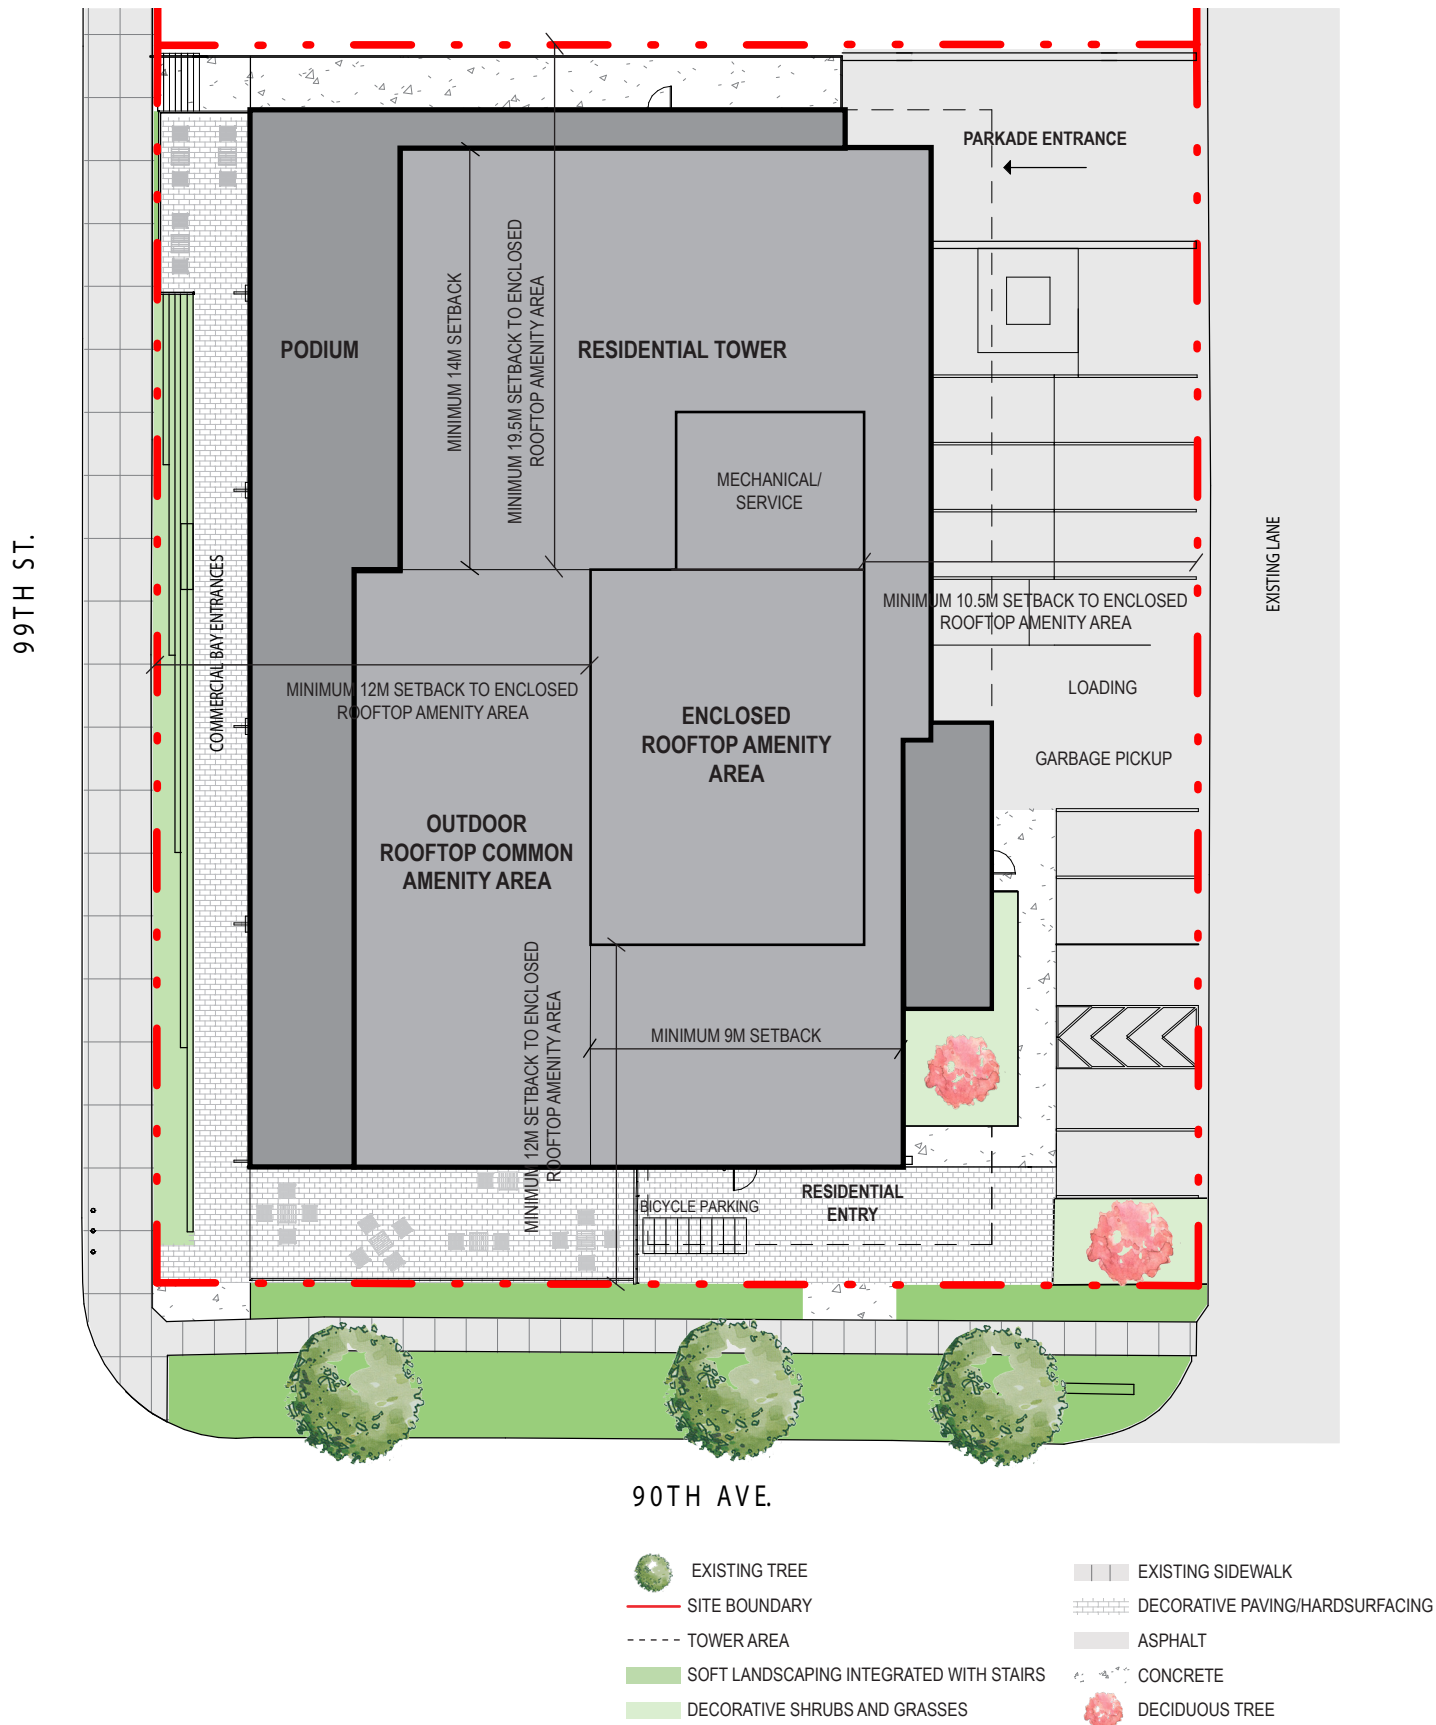 PARKADE ENTRANCE
MINIMUM 14M SETBACK
MINIMUM 19.5M SETBACK TO ENCLOSED
ROOFTOP AMENITY AREA
PODIUM
RESIDENTIAL TOWER
MECHANICAL/
SERVICE
99TH ST.
COMMERCIAL BAY ENTRANCES
EXISTING LANE
MINIMUM 10.5M SETBACK TO ENCLOSED
ROOFTOP AMENITY AREA
MINIMUM 12M SETBACK TO ENCLOSED
ROOFTOP AMENITY AREA
LOADING
ENCLOSED
ROOFTOP AMENITY
AREA
GARBAGE PICKUP
OUTDOOR
ROOFTOP COMMON
AMENITY AREA
MINIMUM 12M SETBACK TO ENCLOSED
ROOFTOP AMENITY AREA
MINIMUM 9M SETBACK
BICYCLE PARKING
RESIDENTIAL
ENTRY
90TH AVE.
EXISTING TREE
SITE BOUNDARY
TOWER AREA
SOFT LANDSCAPING INTEGRATED WITH STAIRS
DECORATIVE SHRUBS AND GRASSES
EXISTING SIDEWALK
DECORATIVE PAVING/HARDSURFACING
ASPHALT
CONCRETE
DECIDUOUS TREE